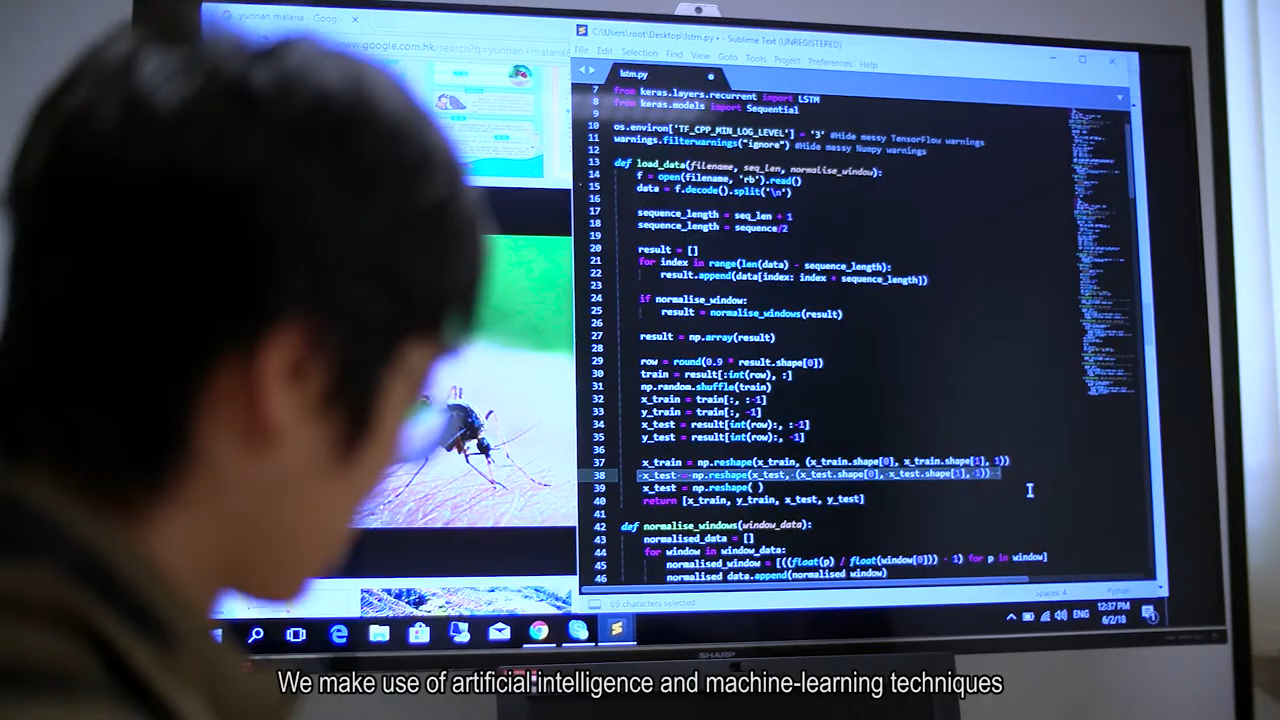 yunnan malaria - Goog
www.google.com.hk/search?q=yunnan+malaria
C:\Users\root\Desktop\lstm.py • - Sublime Text (UNREGISTERED)
File Edit Selection Find View Goto Tools Project Preferences Help
lstm.py
7 from keras.layers.recurrent import LSTM
8 from keras.models import Sequential
9
10 os.environ['TF_CPP_MIN_LOG_LEVEL'] = '3' #Hide messy TensorFlow warnings
11 warnings.filterwarnings("ignore") #Hide messy Numpy warnings
12
13 def load_data(filename, seq_len, normalise_window):
14 f = open(filename, 'rb').read()
15 data = f.decode().split('\n')
16
17 sequence_length = seq_len + 1
18 sequence_length = sequence/2
19
20 result = []
21 for index in range(len(data) - sequence_length):
22 result.append(data[index: index + sequence_length])
23
24 if normalise_window:
25 result = normalise_windows(result)
26
27 result = np.array(result)
28
29 row = round(0.9 * result.shape[0])
30 train = result[:int(row), :]
31 np.random.shuffle(train)
32 x_train = train[:, :-1]
33 y_train = train[:, -1]
34 x_test = result[int(row):, :-1]
35 y_test = result[int(row):, -1]
36
37 x_train = np.reshape(x_train, (x_train.shape[0], x_train.shape[1], 1))
38 x_test = np.reshape(x_test, (x_test.shape[0], x_test.shape[1], 1))
39 x_test = np.reshape( )
40 return [x_train, y_train, x_test, y_test]
41
42 def normalise_windows(window_data):
43 normalised_data = []
44 for window in window_data:
45 normalised_window = [((float(p) / float(window[0])) - 1) for p in window]
46 normalised_data.append(normalised_window)
69 characters selected
Spaces: 4 Python
ENG
12:37 PM
6/2/18
SHARP
We make use of artificial intelligence and machine-learning techniques